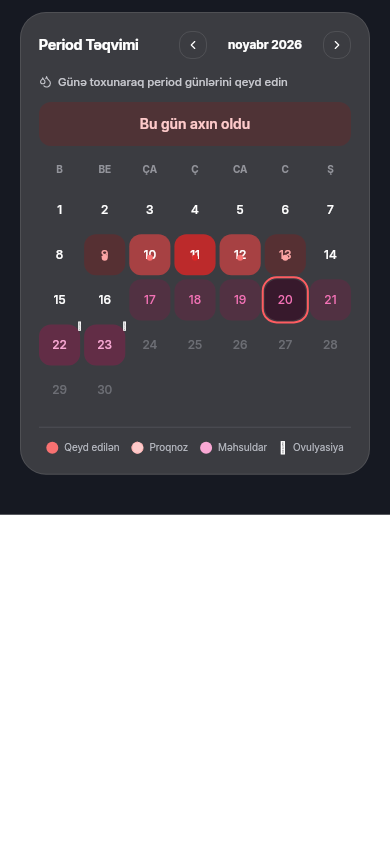 Period Təqvimi
noyabr 2026
Günə toxunaraq period günlərini qeyd edin
Bu gün axın oldu
B BE ÇA Ç CA C Ş
1 2 3 4 5 6 7
8 9 10 11 12 13 14
15 16 17 18 19 20 21
22 23 24 25 26 27 28
29 30
Qeyd edilən Proqnoz Məhsuldar Ovulyasiya